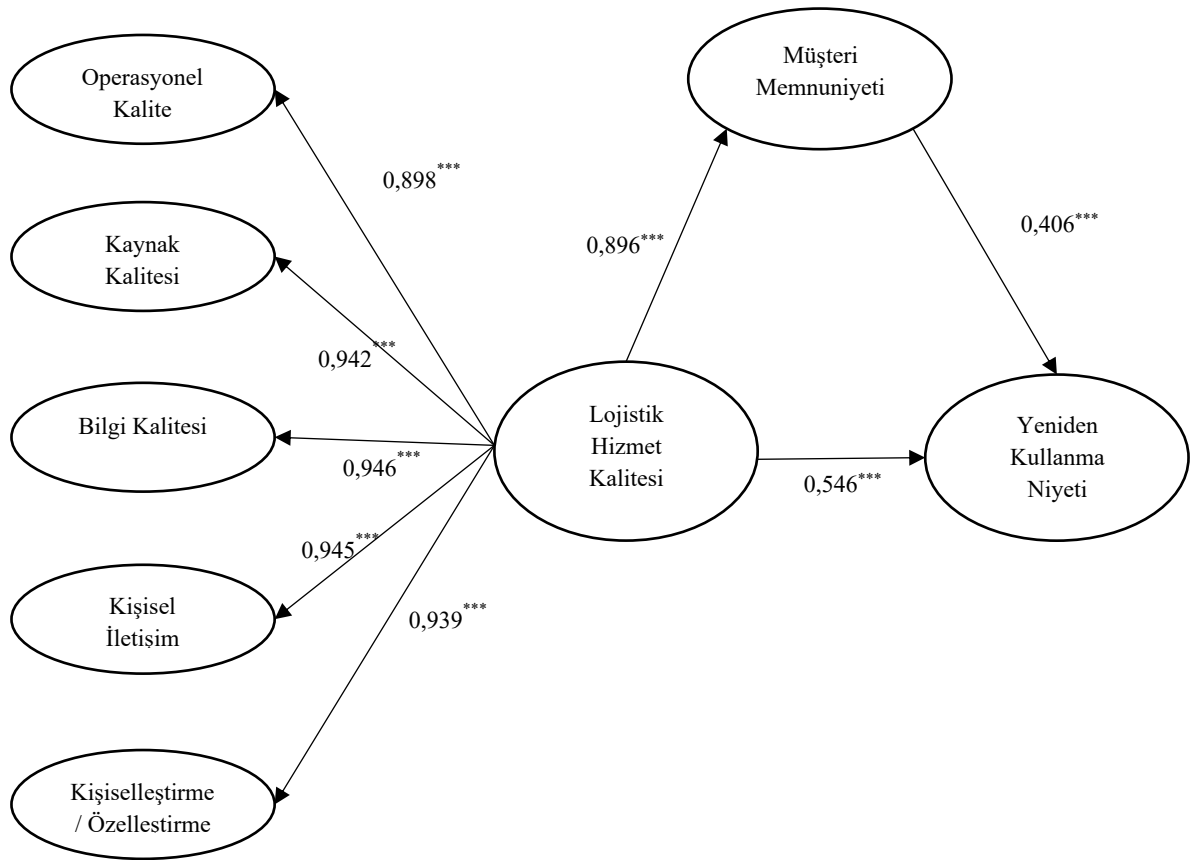 Operasyonel
Kalite
Kaynak
Kalitesi
Bilgi Kalitesi
Kişisel
İletişim
Kişiselleştirme
/ Özellestirme
0,898***
0,942***
0,946***
0,945***
0,939***
Lojistik
Hizmet
Kalitesi
0,896***
Müşteri
Memnuniyeti
0,406***
0,546***
Yeniden
Kullanma
Niyeti